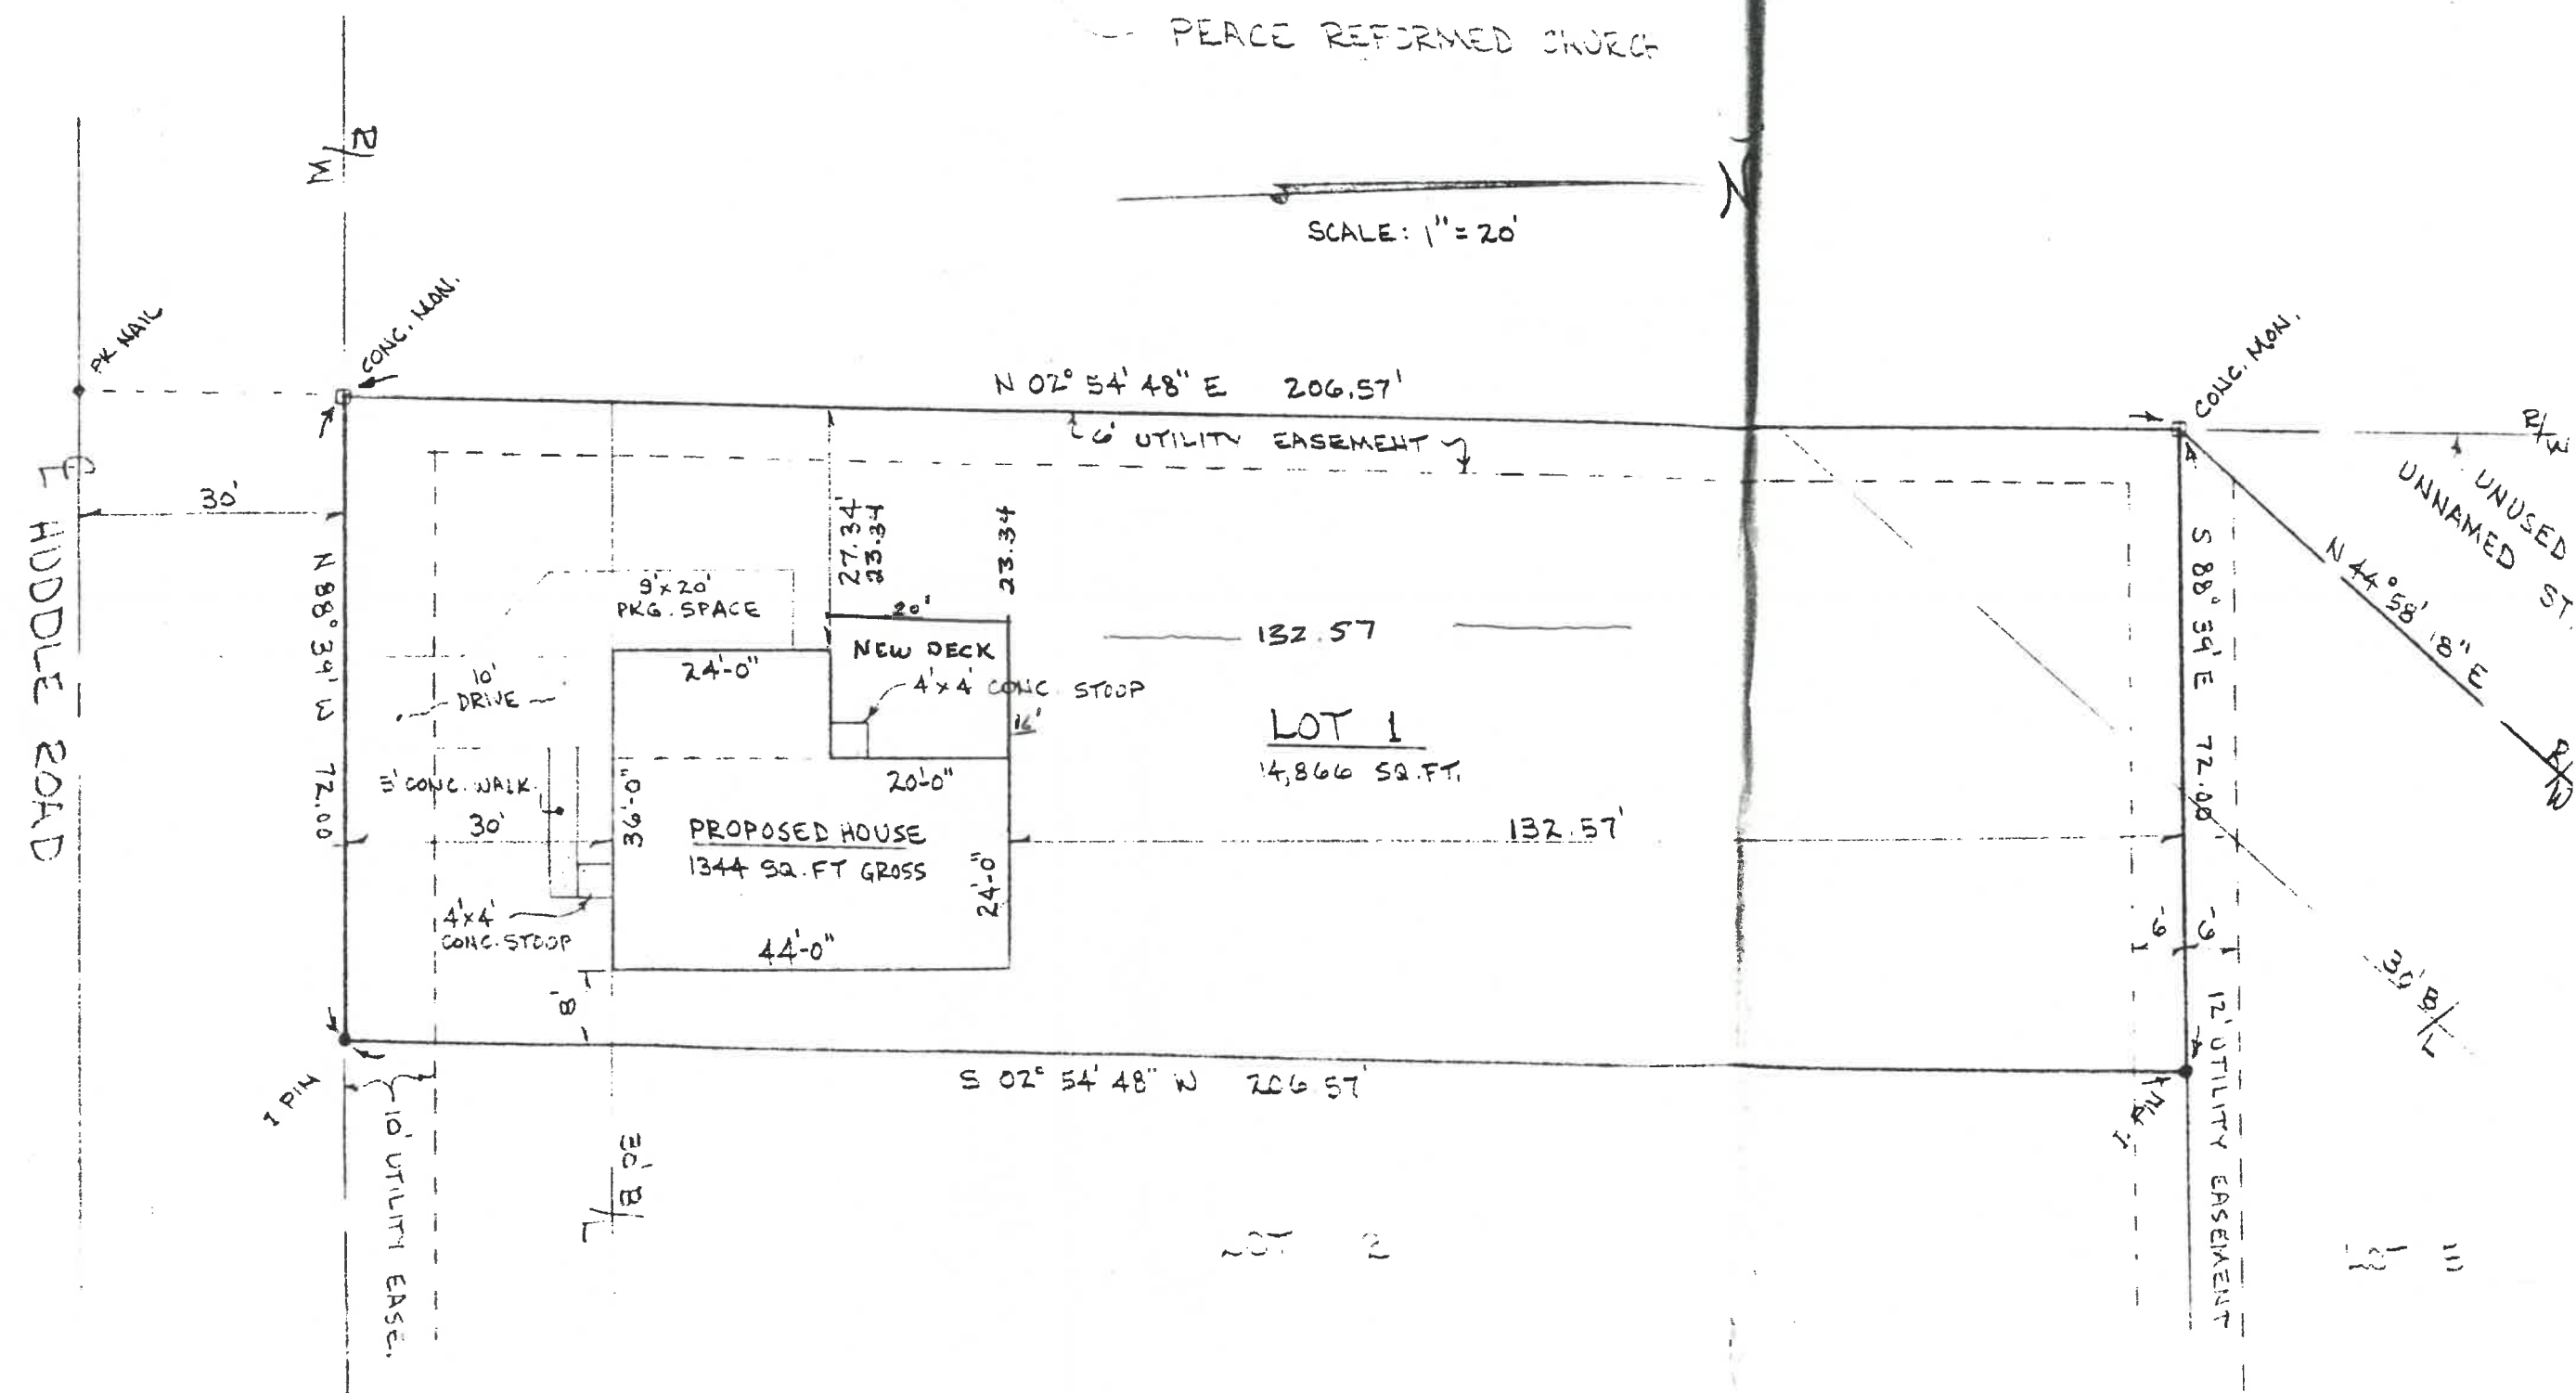 PEACE REFORMED CHURCH
R/W
SCALE: 1" = 20'
PK NAIL
CONC. MON.
CONC. MON.
N 02° 54' 48" E 206.57'
6' UTILITY EASEMENT
R/W
UNUSED
UNNAMED ST.
N 44° 58' 18" E
R/W
℄ HUDDLE ROAD
30'
N 88° 39' W 72.00
27.34'
23.34
23.34
9'x20'
PKG. SPACE
20'
NEW DECK
132.57
24'-0"
4'x4' CONC. STOOP
16'
10'
DRIVE
LOT 1
14,866 SQ.FT.
S 88° 39' E 72.00
20'-0"
3' CONC. WALK
30'
36'-0"
PROPOSED HOUSE
1344 SQ.FT GROSS
132.57'
24'-0"
4'x4'
CONC. STOOP
44'-0"
8'
6'
6'
30' B/L
S 02° 54' 48" W 206.57'
I PIN
I. PIN
10' UTILITY EASE.
30' B/L
12' UTILITY EASEMENT
LOT 2